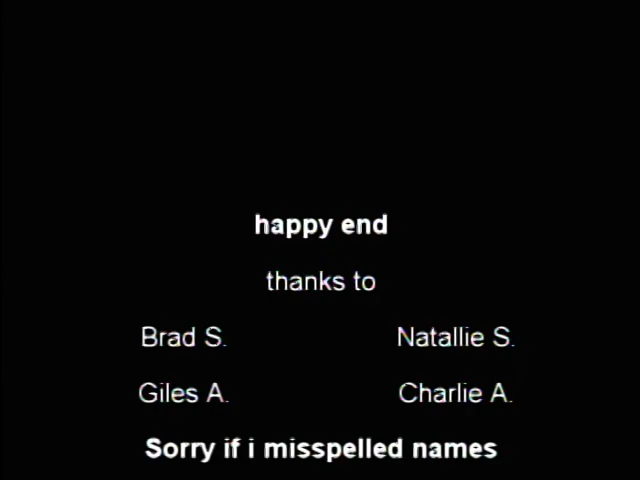 happy end
thanks to
Brad S. Natallie S.
Giles A. Charlie A.
Sorry if i misspelled names